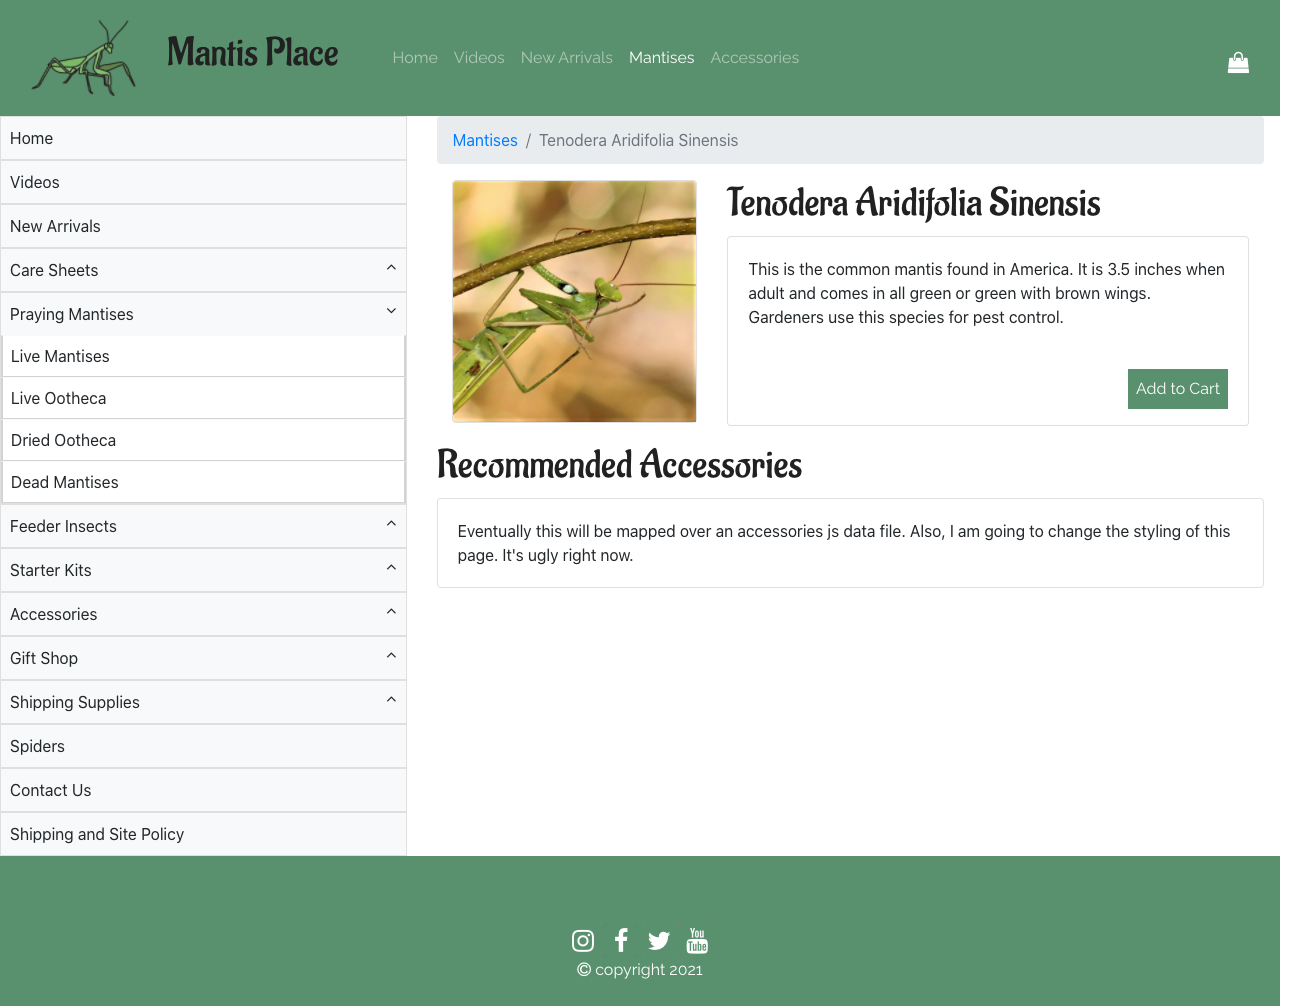 Mantis Place
Home
Videos
New Arrivals
Mantises
Accessories
Home
Videos
New Arrivals
Care Sheets
Praying Mantises
Live Mantises
Live Ootheca
Dried Ootheca
Dead Mantises
Feeder Insects
Starter Kits
Accessories
Gift Shop
Shipping Supplies
Spiders
Contact Us
Shipping and Site Policy
Mantises / Tenodera Aridifolia Sinensis
Tenodera Aridifolia Sinensis
This is the common mantis found in America. It is 3.5 inches when
adult and comes in all green or green with brown wings.
Gardeners use this species for pest control.
Add to Cart
Recommended Accessories
Eventually this will be mapped over an accessories js data file. Also, I am going to change the styling of this
page. It's ugly right now.
You
Tube
© copyright 2021